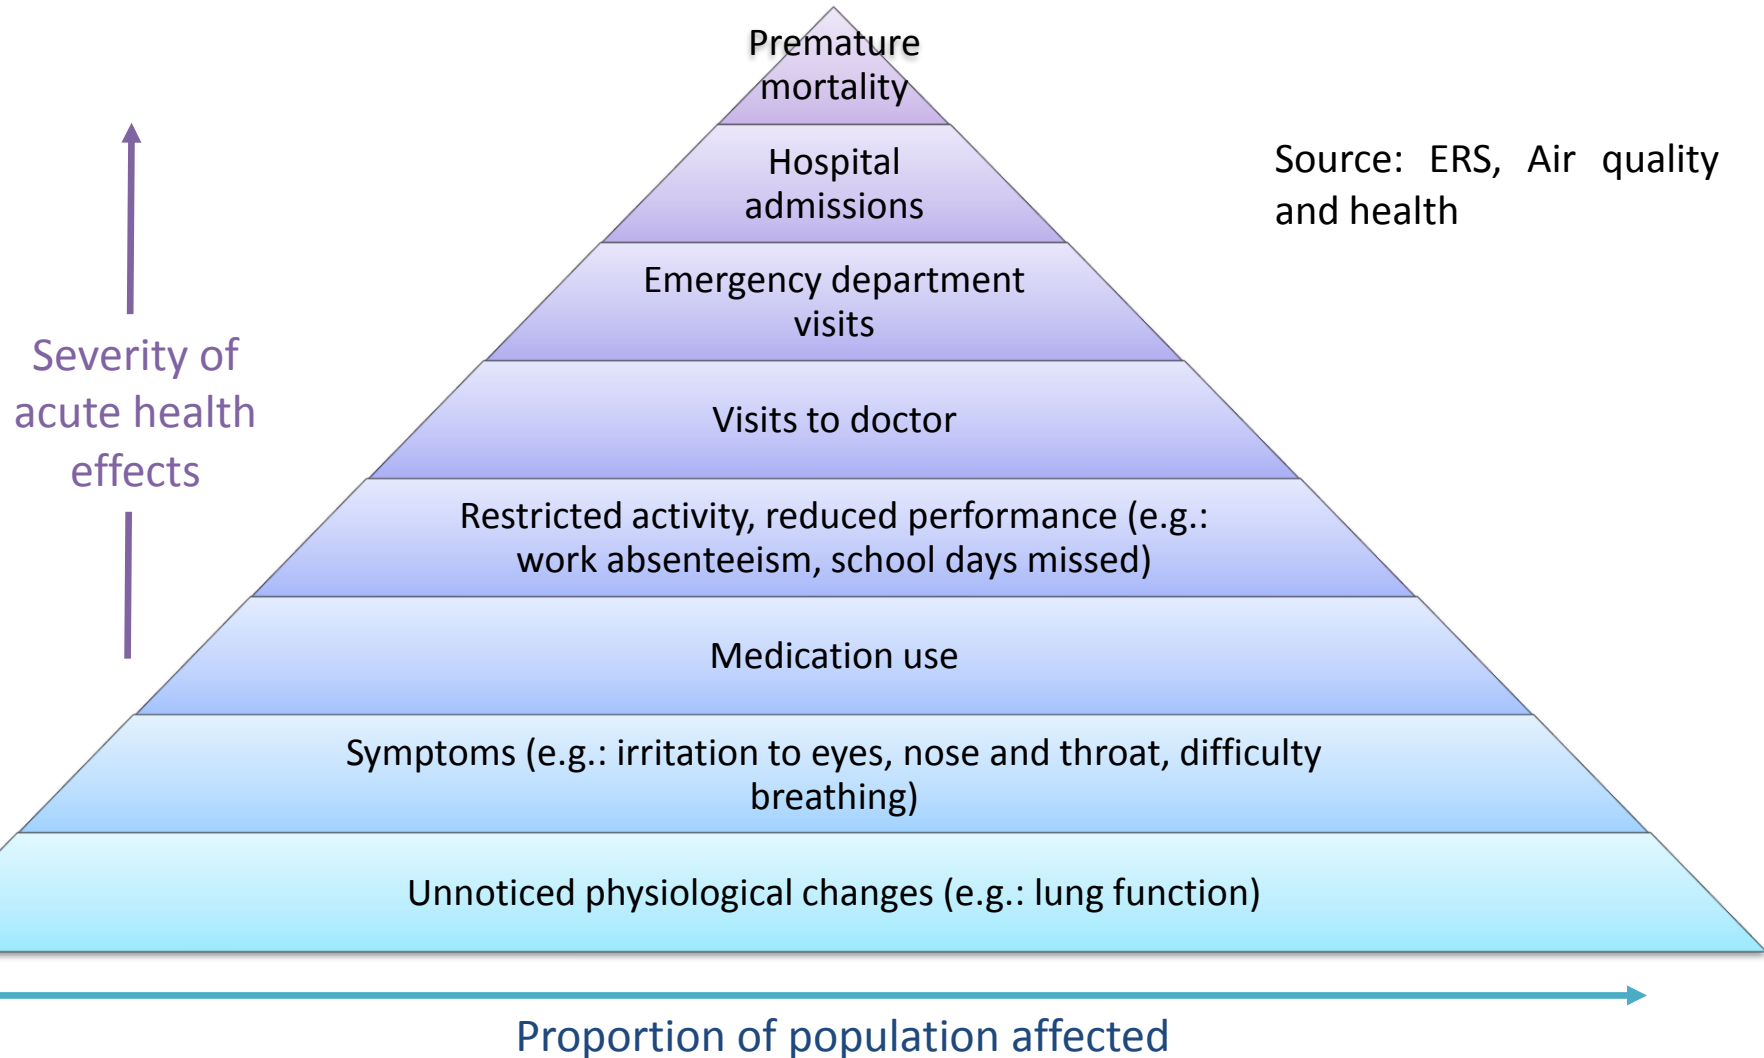 Premature
mortality
Hospital
admissions
Source: ERS, Air quality
and health
Emergency department
visits
Severity of
acute health
effects
Visits to doctor
Restricted activity, reduced performance (e.g.:
work absenteeism, school days missed)
Medication use
Symptoms (e.g.: irritation to eyes, nose and throat, difficulty
breathing)
Unnoticed physiological changes (e.g.: lung function)
Proportion of population affected